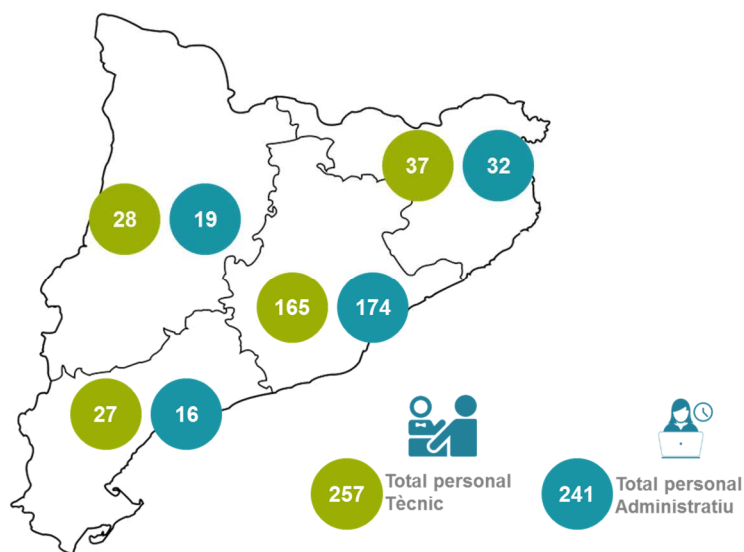 37
32
28
19
165
174
27
16
257
Total personal
Tècnic
241
Total personal
Administratiu